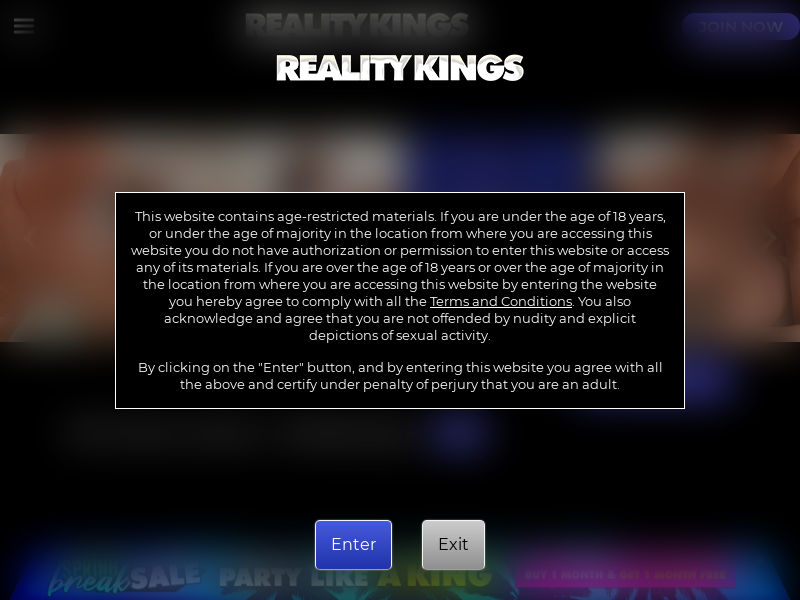 REALITY KINGS
JOIN NOW
REALITY KINGS
This website contains age-restricted materials. If you are under the age of 18 years,
or under the age of majority in the location from where you are accessing this
website you do not have authorization or permission to enter this website or access
any of its materials. If you are over the age of 18 years or over the age of majority in
the location from where you are accessing this website by entering the website
you hereby agree to comply with all the Terms and Conditions. You also
acknowledge and agree that you are not offended by nudity and explicit
depictions of sexual activity.
By clicking on the "Enter" button, and by entering this website you agree with all
the above and certify under penalty of perjury that you are an adult.
Enter
Exit
SPRING
break SALE
PARTY LIKE A KING
BUY 1 MONTH & GET 1 MONTH FREE